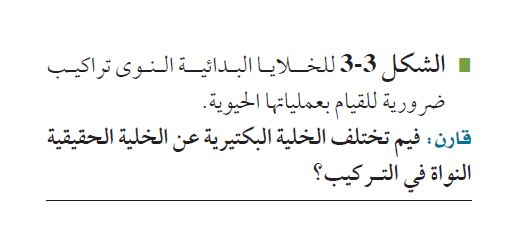 ■ الشكل 3-3 للخلايا البدائية النوى تراكيب
ضرورية للقيام بعملياتها الحيوية.
قارن: فيم تختلف الخلية البكتيرية عن الخلية الحقيقية
النواة في التركيب؟